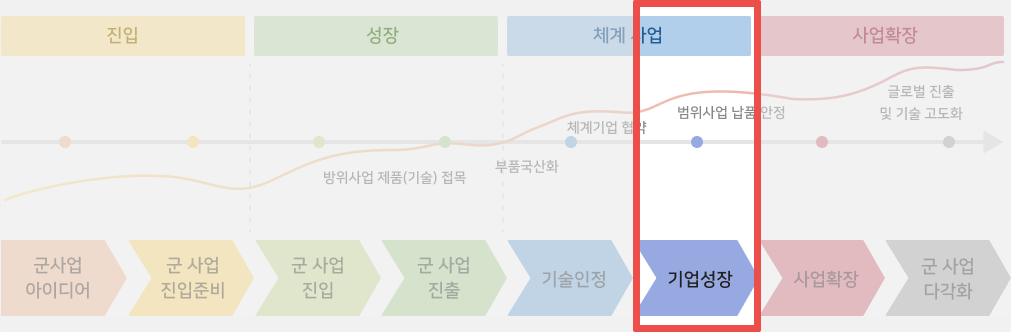 진입
성장
체계 사업
사업확장
글로벌 진출
및 기술 고도화
범위사업 납품 안정
체계기업 협약
부품국산화
방위사업 제품(기술) 접목
군사업
아이디어
군 사업
진입준비
군 사업
진입
군 사업
진출
기술인정
기업성장
사업확장
군 사업
다각화